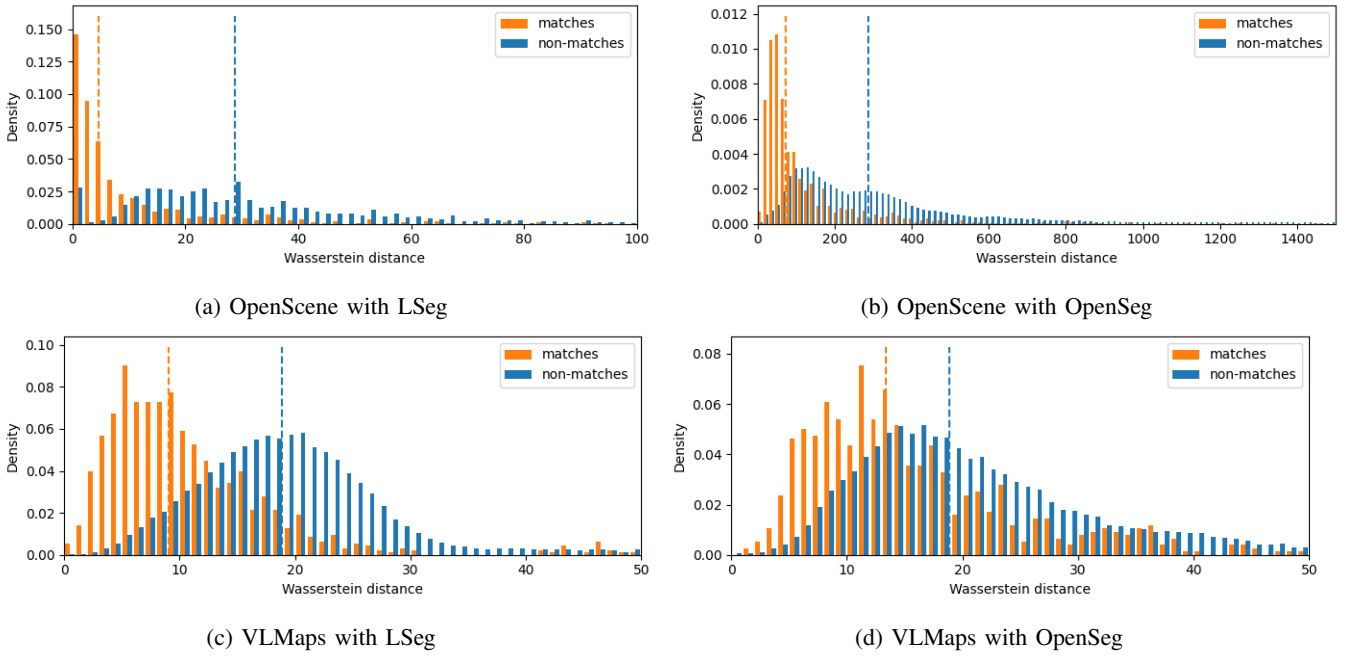 matches
non-matches
Density
0.150
0.125
0.100
0.075
0.050
0.025
0.000
0 20 40 60 80 100
Wasserstein distance
(a) OpenScene with LSeg
matches
non-matches
Density
0.012
0.010
0.008
0.006
0.004
0.002
0.000
0 200 400 600 800 1000 1200 1400
Wasserstein distance
(b) OpenScene with OpenSeg
matches
non-matches
Density
0.10
0.08
0.06
0.04
0.02
0.00
0 10 20 30 40 50
Wasserstein distance
(c) VLMaps with LSeg
matches
non-matches
Density
0.08
0.06
0.04
0.02
0.00
0 10 20 30 40 50
Wasserstein distance
(d) VLMaps with OpenSeg